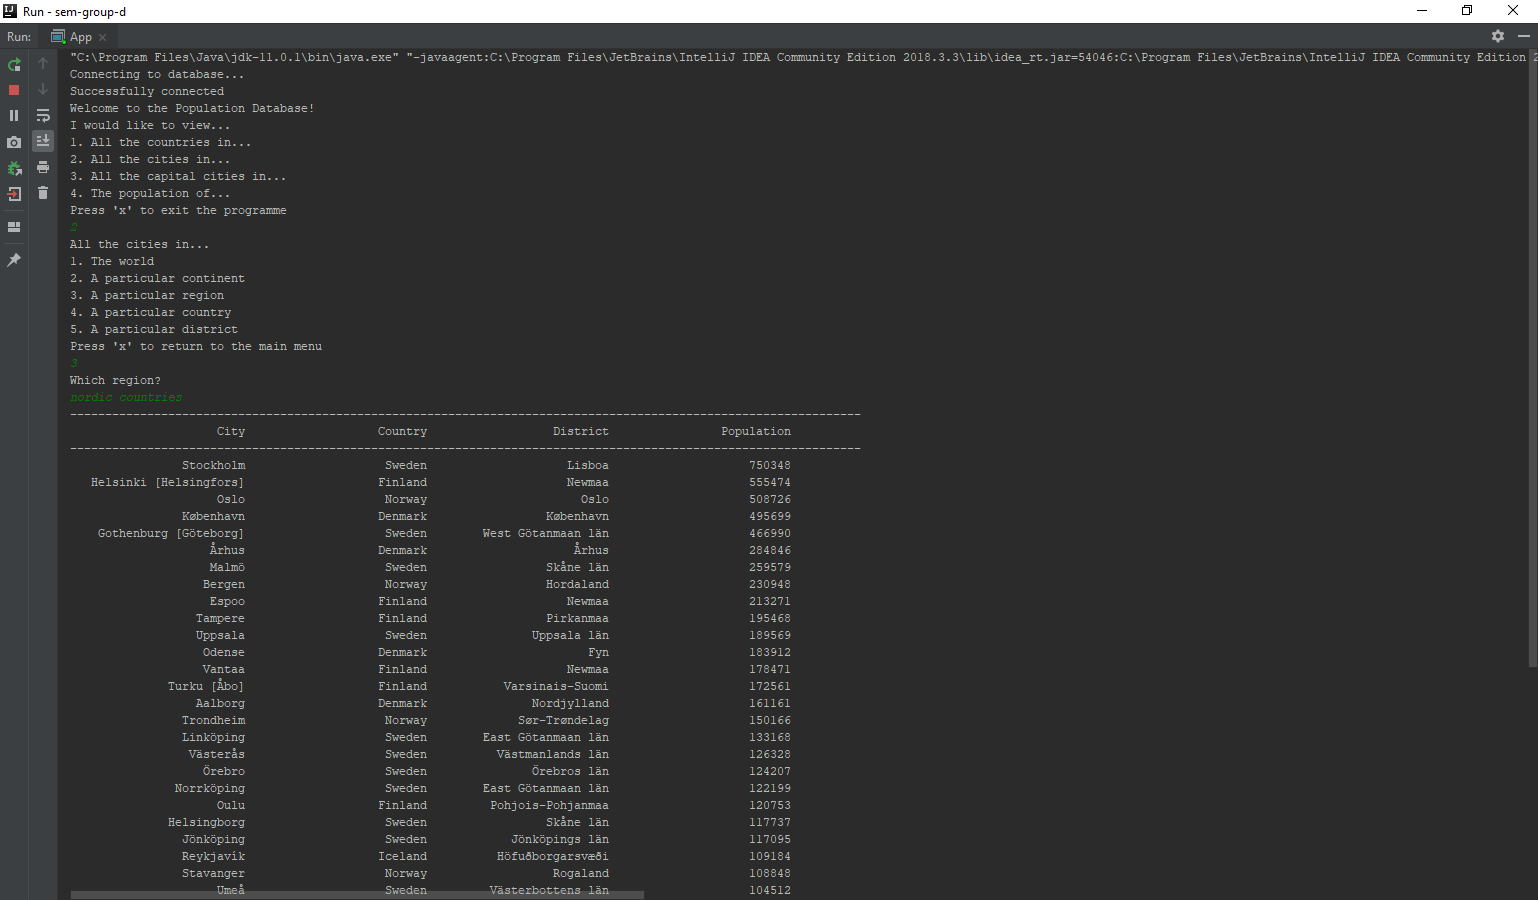 Run - sem-group-d
Run: App
"C:\Program Files\Java\jdk-11.0.1\bin\java.exe" "-javaagent:C:\Program Files\JetBrains\IntelliJ IDEA Community Edition 2018.3.3\lib\idea_rt.jar=54046:C:\Program Files\JetBrains\IntelliJ IDEA Community Edition 2
Connecting to database...
Successfully connected
Welcome to the Population Database!
I would like to view...
1. All the countries in...
2. All the cities in...
3. All the capital cities in...
4. The population of...
Press 'x' to exit the programme
2
All the cities in...
1. The world
2. A particular continent
3. A particular region
4. A particular country
5. A particular district
Press 'x' to return to the main menu
3
Which region?
nordic countries
-----------------------------------------------------------------------------------------------------------------
City Country District Population
-----------------------------------------------------------------------------------------------------------------
Stockholm Sweden Lisboa 750348
Helsinki [Helsingfors] Finland Newmaa 555474
Oslo Norway Oslo 508726
København Denmark København 495699
Gothenburg [Göteborg] Sweden West Götanmaan län 466990
Århus Denmark Århus 284846
Malmö Sweden Skåne län 259579
Bergen Norway Hordaland 230948
Espoo Finland Newmaa 213271
Tampere Finland Pirkanmaa 195468
Uppsala Sweden Uppsala län 189569
Odense Denmark Fyn 183912
Vantaa Finland Newmaa 178471
Turku [Åbo] Finland Varsinais-Suomi 172561
Aalborg Denmark Nordjylland 161161
Trondheim Norway Sør-Trøndelag 150166
Linköping Sweden East Götanmaan län 133168
Västerås Sweden Västmanlands län 126328
Örebro Sweden Örebros län 124207
Norrköping Sweden East Götanmaan län 122199
Oulu Finland Pohjois-Pohjanmaa 120753
Helsingborg Sweden Skåne län 117737
Jönköping Sweden Jönköpings län 117095
Reykjavík Iceland Höfuðborgarsvæði 109184
Stavanger Norway Rogaland 108848
Umeå Sweden Västerbottens län 104512